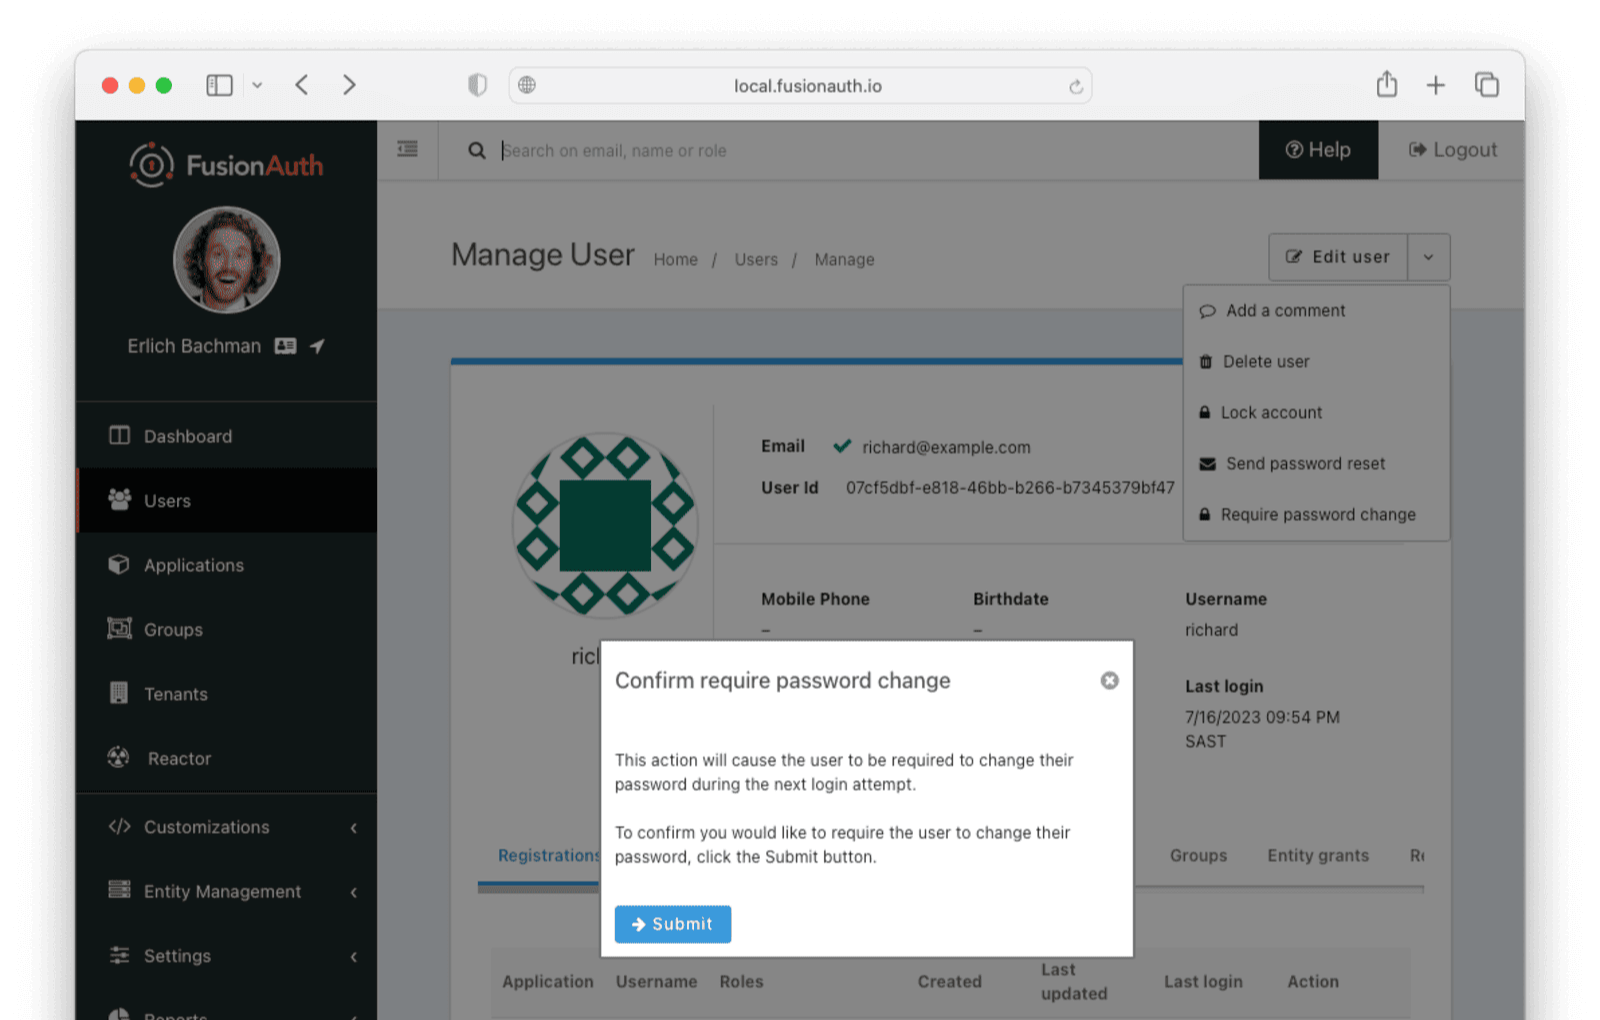 local.fusionauth.io
FusionAuth
Search on email, name or role
Help
Logout
Erlich Bachman
Dashboard
Users
Applications
Groups
Tenants
Reactor
Customizations
Entity Management
Settings
Reports
Manage User
Home / Users / Manage
Edit user
Add a comment
Delete user
Lock account
Send password reset
Require password change
Email richard@example.com
User Id 07cf5dbf-e818-46bb-b266-b7345379bf47
Mobile Phone
–
Birthdate
–
Username
richard
Last login
7/16/2023 09:54 PM
SAST
Confirm require password change
This action will cause the user to be required to change their
password during the next login attempt.
To confirm you would like to require the user to change their
password, click the Submit button.
Submit
Registrations
Groups
Entity grants
Application Username Roles Created Last updated Last login Action